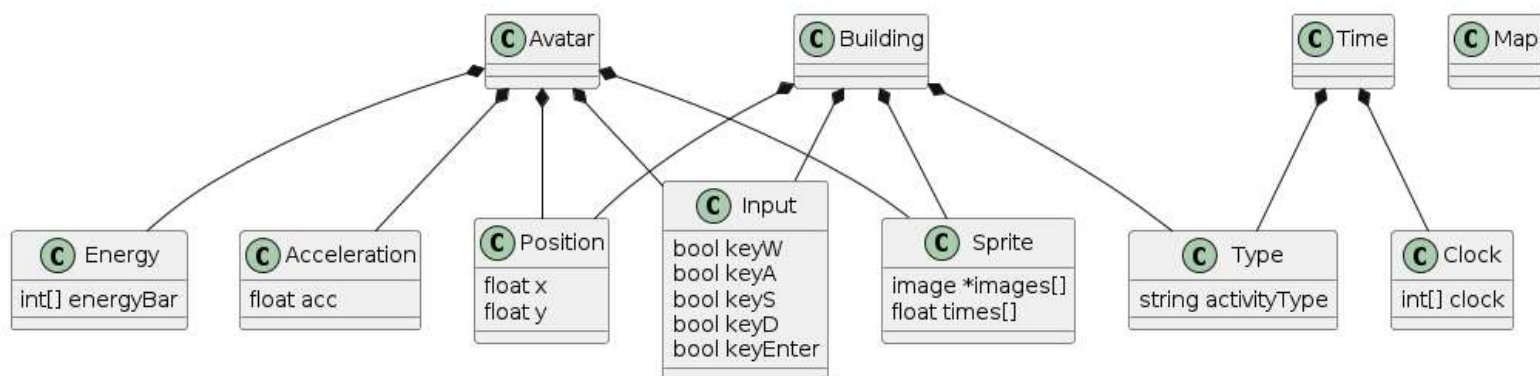 C Avatar
C Building
C Time
C Map
C Energy
int[] energyBar
C Acceleration
float acc
C Position
float x
float y
C Input
bool keyW
bool keyA
bool keyS
bool keyD
bool keyEnter
C Sprite
image *images[]
float times[]
C Type
string activityType
C Clock
int[] clock